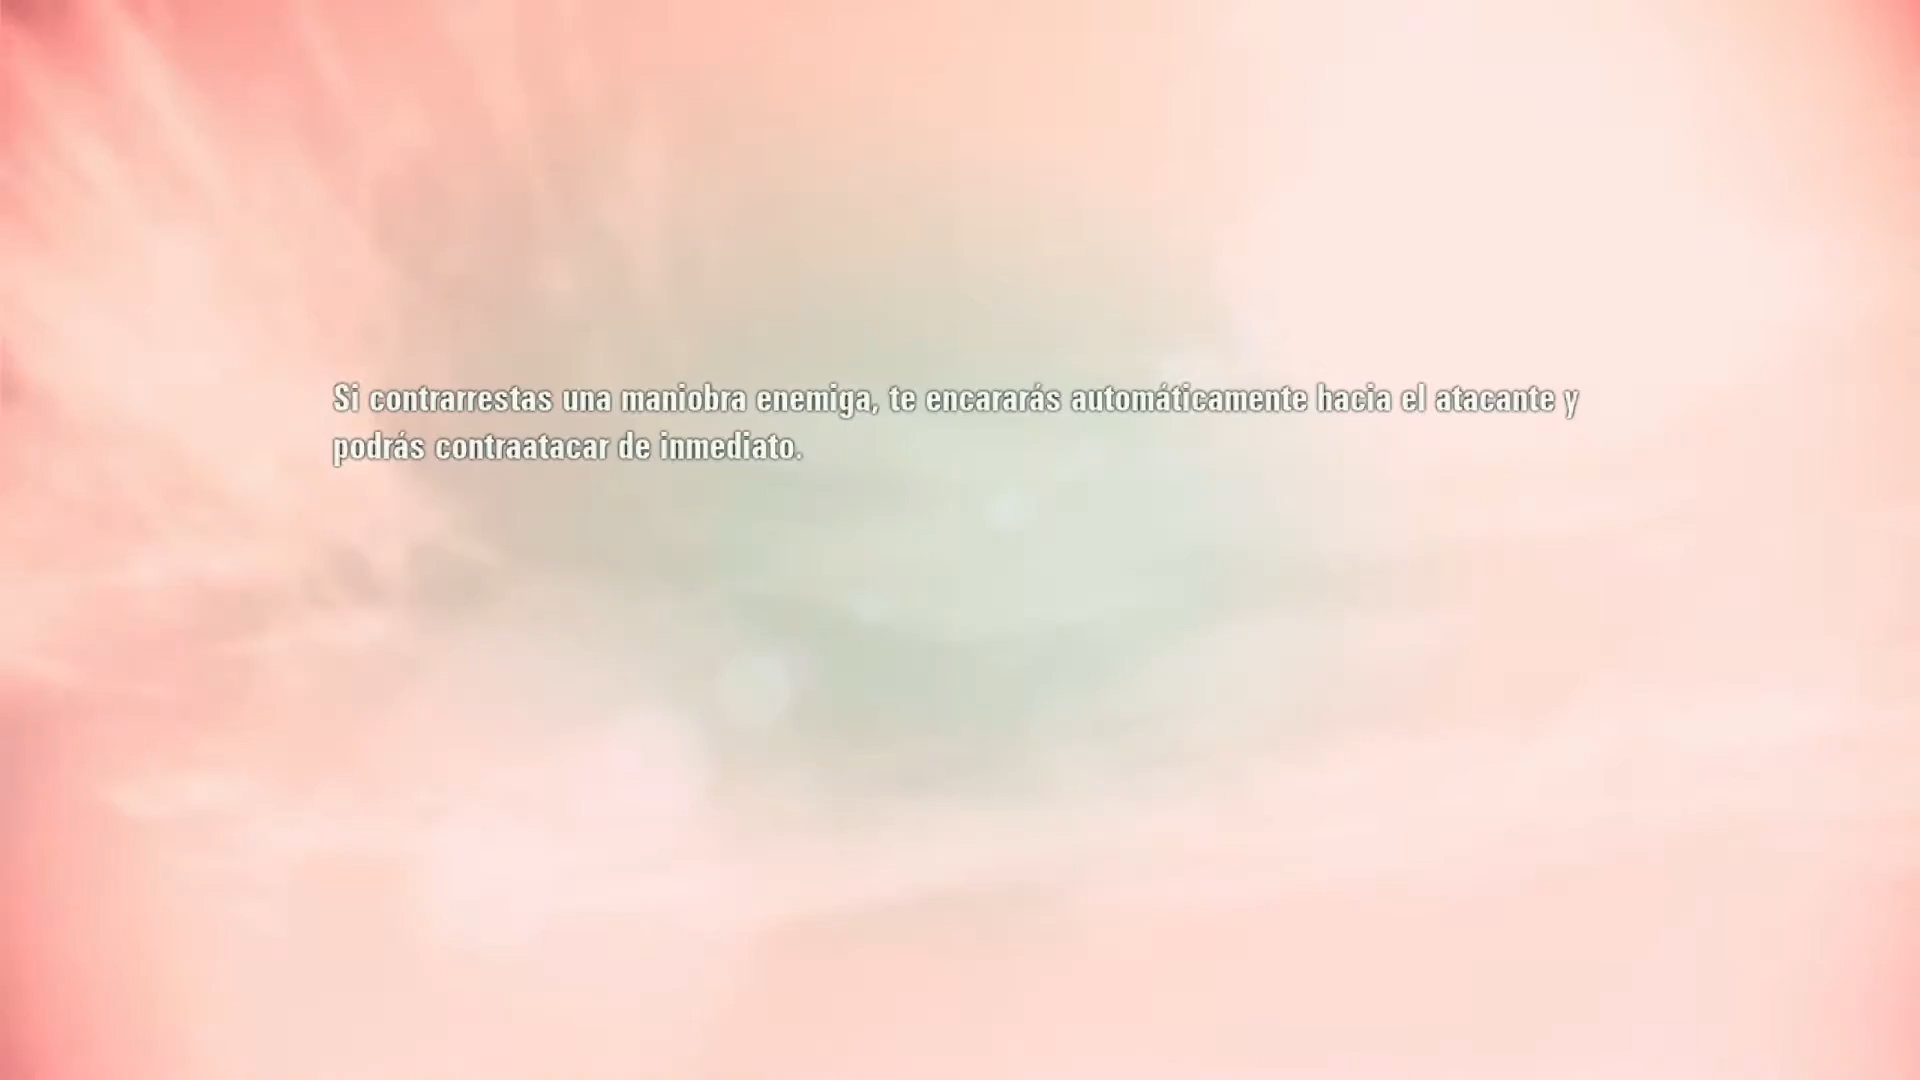 Si contrarrestas una maniobra enemiga, te encararás automáticamente hacia el atacante y
podrás contraatacar de inmediato.